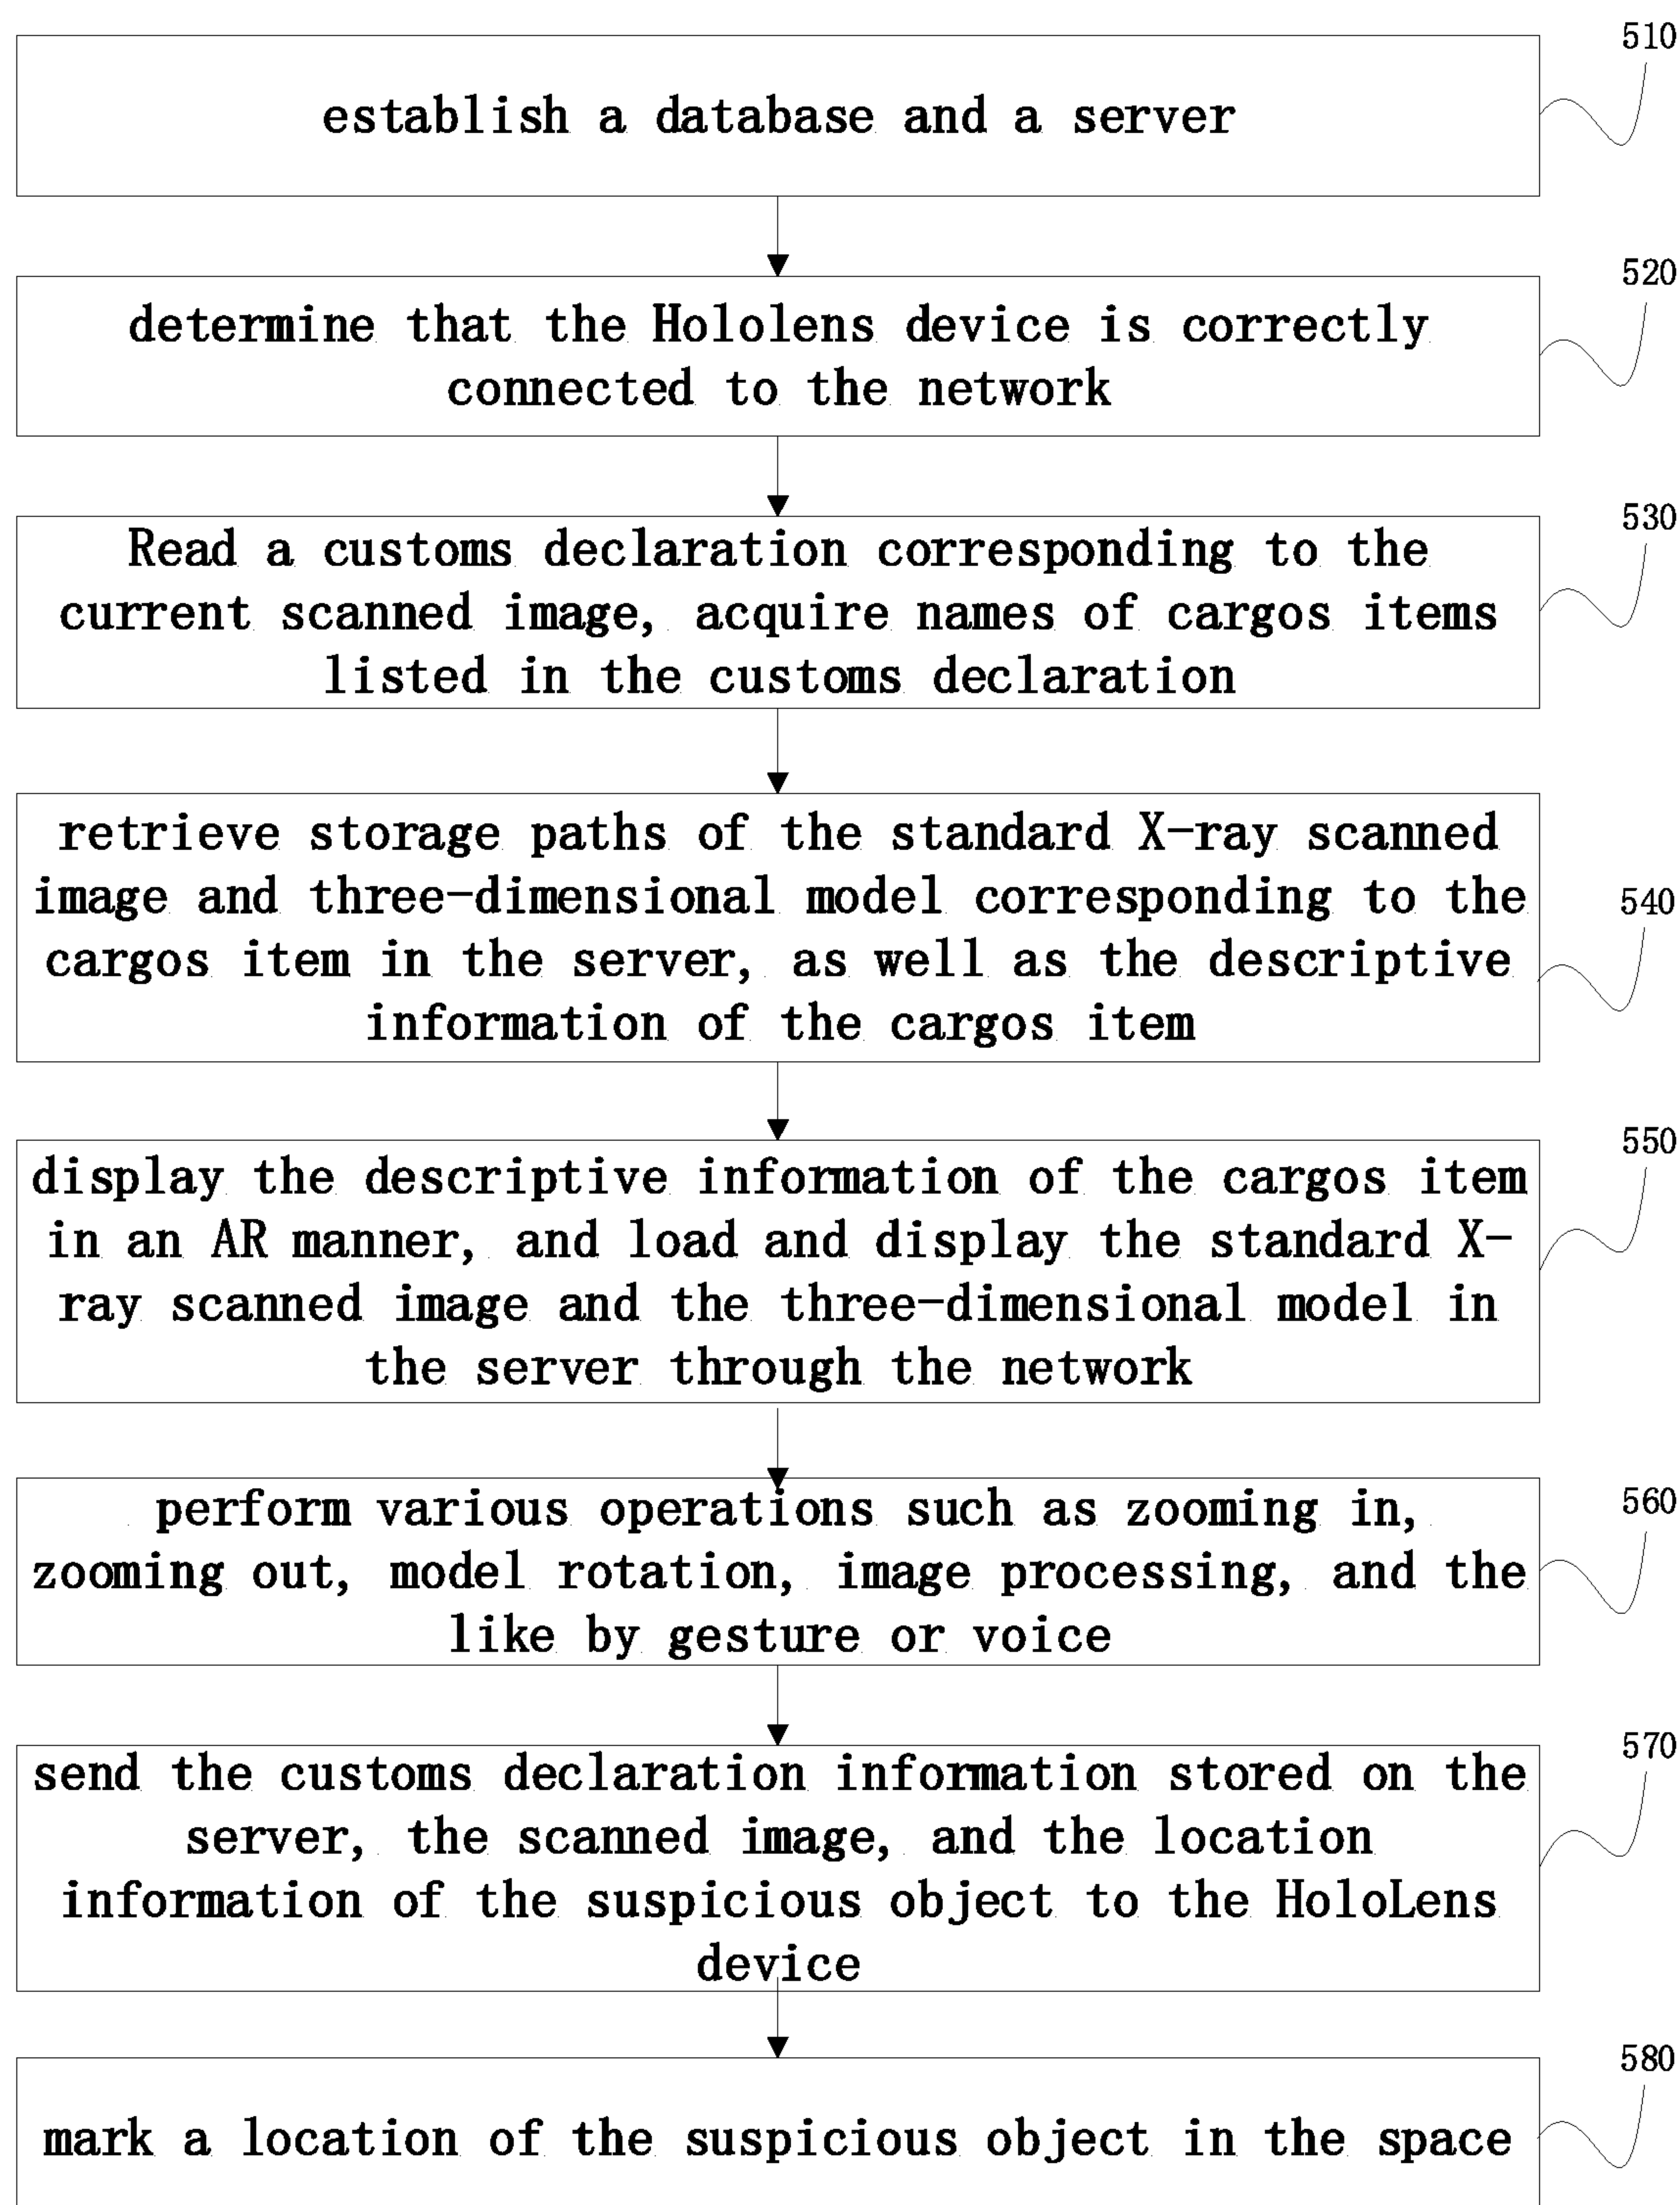 510
establish a database and a server
520
determine that the Hololens device is correctly
connected to the network
530
Read a customs declaration corresponding to the
current scanned image, acquire names of cargos items
listed in the customs declaration
retrieve storage paths of the standard X-ray scanned
image and three-dimensional model corresponding to the
540
cargos item in the server, as well as the descriptive
information of the cargos item
550
display the descriptive information of the cargos item
in an AR manner, and load and display the standard X-
ray scanned image and the three-dimensional model in
the server through the network
560
perform various operations such as zooming in,
zooming out, model rotation, image processing, and the
like by gesture or voice
570
send the customs declaration information stored on the
server, the scanned image, and the location
information of the suspicious object to the HoloLens
device
580
mark a location of the suspicious object in the space